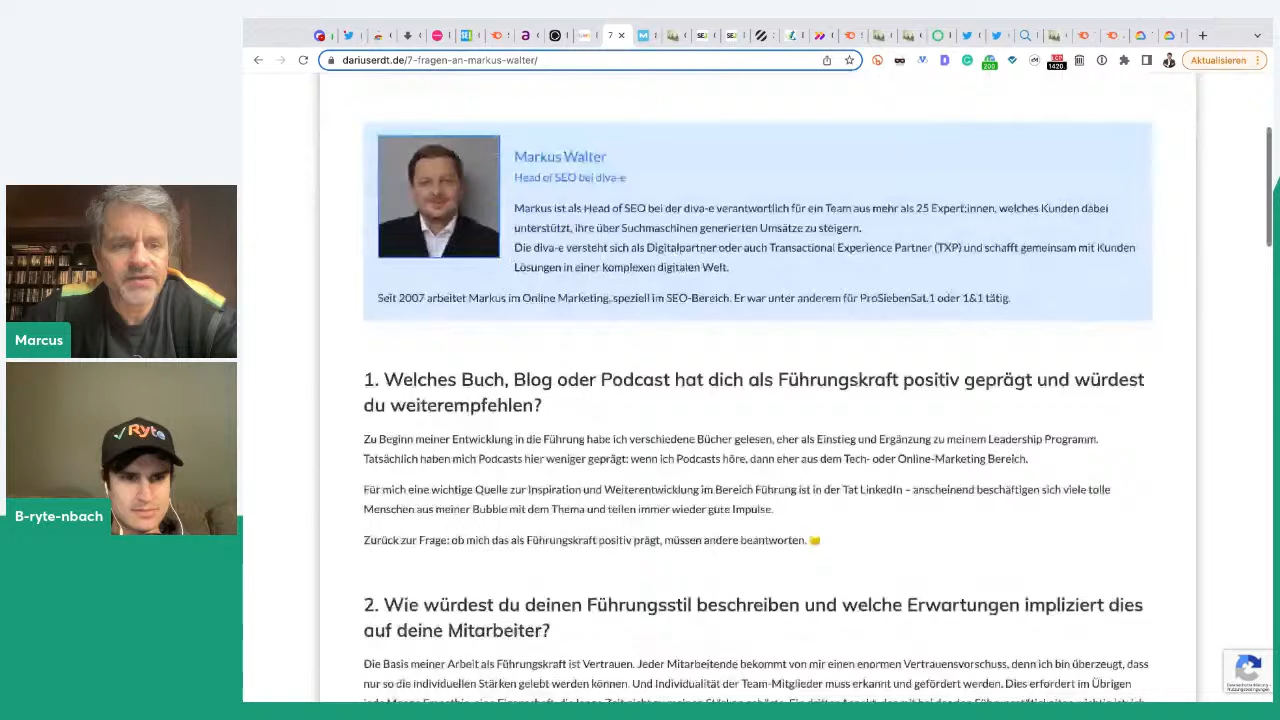 dariuserdt.de/7-fragen-an-markus-walter/
Aktualisieren
Markus Walter
Head of SEO bei diva-e
Markus ist als Head of SEO bei der diva-e verantwortlich für ein Team aus mehr als 25 Expert:innen, welches Kunden dabei
unterstützt, ihre über Suchmaschinen generierten Umsätze zu steigern.
Die diva-e versteht sich als Digitalpartner oder auch Transactional Experience Partner (TXP) und schafft gemeinsam mit Kunden
Lösungen in einer komplexen digitalen Welt.
Seit 2007 arbeitet Markus im Online Marketing, speziell im SEO-Bereich. Er war unter anderem für ProSiebenSat.1 oder 1&1 tätig.
1. Welches Buch, Blog oder Podcast hat dich als Führungskraft positiv geprägt und würdest
du weiterempfehlen?
Zu Beginn meiner Entwicklung in die Führung habe ich verschiedene Bücher gelesen, eher als Einstieg und Ergänzung zu meinem Leadership Programm.
Tatsächlich haben mich Podcasts hier weniger geprägt: wenn ich Podcasts höre, dann eher aus dem Tech- oder Online-Marketing Bereich.
Für mich eine wichtige Quelle zur Inspiration und Weiterentwicklung im Bereich Führung ist in der Tat LinkedIn – anscheinend beschäftigen sich viele tolle
Menschen aus meiner Bubble mit dem Thema und teilen immer wieder gute Impulse.
Zurück zur Frage: ob mich das als Führungskraft positiv prägt, müssen andere beantworten.
2. Wie würdest du deinen Führungsstil beschreiben und welche Erwartungen impliziert dies
auf deine Mitarbeiter?
Die Basis meiner Arbeit als Führungskraft ist Vertrauen. Jeder Mitarbeitende bekommt von mir einen enormen Vertrauensvorschuss, denn ich bin überzeugt, dass
nur so die individuellen Stärken gelebt werden können. Und Individualität der Team-Mitglieder muss erkannt und gefördert werden. Dies erfordert im Übrigen
Marcus
Ryte
B-ryte-nbach